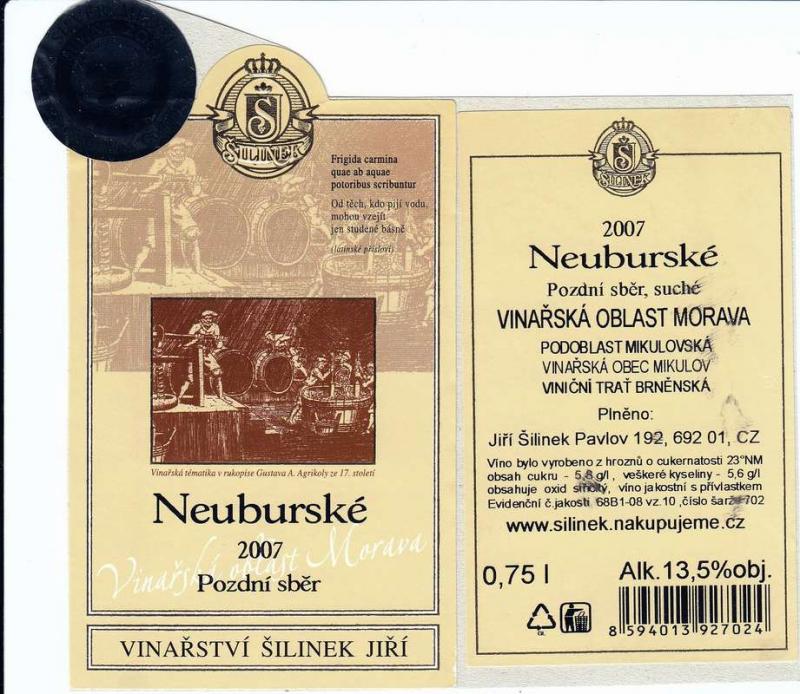 ŠILINEK
Frigida carmina
quae ab aquae
potoribus scribuntur
Od těch, kdo pijí vodu,
mohou vzejít
jen studené básně
(latinské přísloví)
Vinařská tématika v rukopise Gustava A. Agrikoly ze 17. století
Neuburské
2007
Vinařská oblast Morava
Pozdní sběr
VINAŘSTVÍ ŠILINEK JIŘÍ
ŠILINEK
2007
Neuburské
Pozdní sběr, suché
VINAŘSKÁ OBLAST MORAVA
PODOBLAST MIKULOVSKÁ
VINAŘSKÁ OBEC MIKULOV
VINIČNÍ TRAŤ BRNĚNSKÁ
Plněno:
Jiří Šilinek Pavlov 192, 692 01, CZ
Víno bylo vyrobeno z hroznů o cukernatosti 23°NM
obsah cukru - 5,8 g/l , veškeré kyseliny - 5,6 g/l
obsahuje oxid siřičitý, víno jakostní s přívlastkem
Evidenční č.jakosti 68B1-08 vz.10 ,číslo šarže 702
www.silinek.nakupujeme.cz
0,75 l Alk.13,5%obj.
8 594013 927024